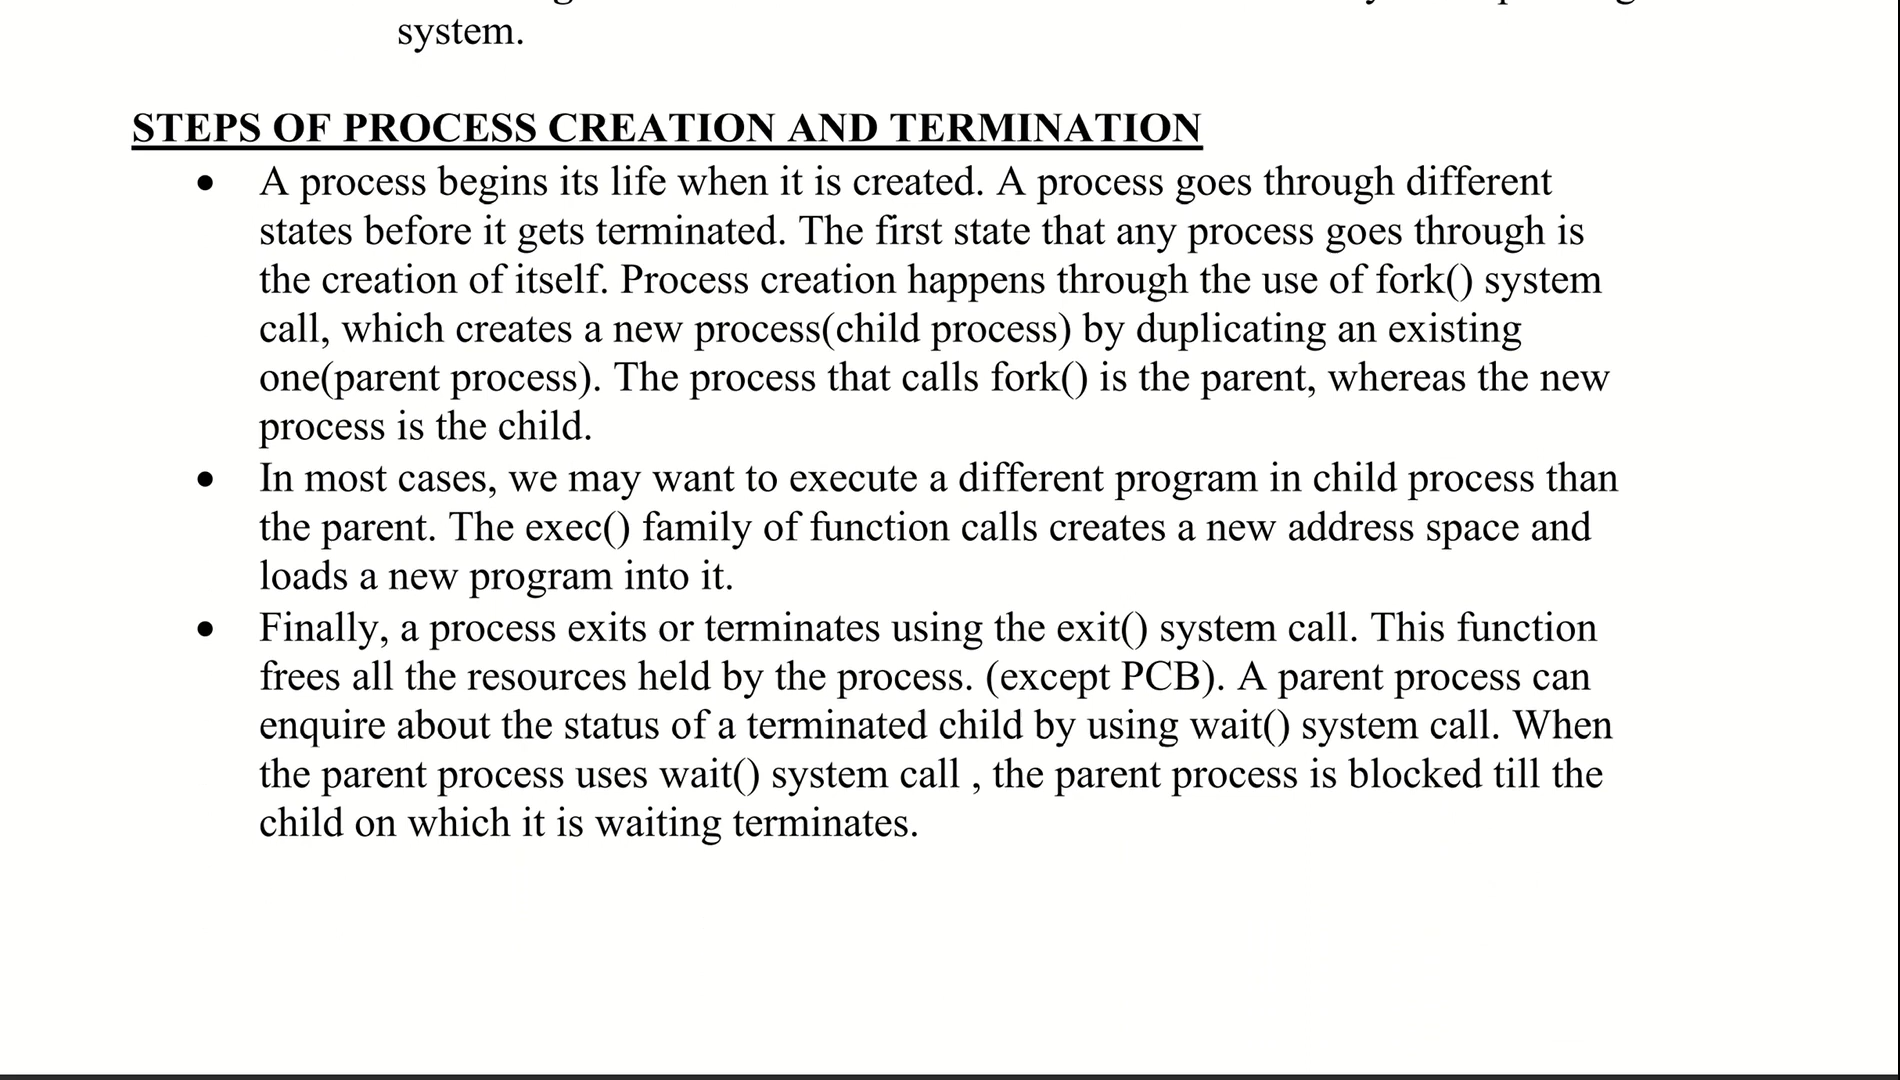 system.
STEPS OF PROCESS CREATION AND TERMINATION
• A process begins its life when it is created. A process goes through different
states before it gets terminated. The first state that any process goes through is
the creation of itself. Process creation happens through the use of fork() system
call, which creates a new process(child process) by duplicating an existing
one(parent process). The process that calls fork() is the parent, whereas the new
process is the child.
• In most cases, we may want to execute a different program in child process than
the parent. The exec() family of function calls creates a new address space and
loads a new program into it.
• Finally, a process exits or terminates using the exit() system call. This function
frees all the resources held by the process. (except PCB). A parent process can
enquire about the status of a terminated child by using wait() system call. When
the parent process uses wait() system call , the parent process is blocked till the
child on which it is waiting terminates.